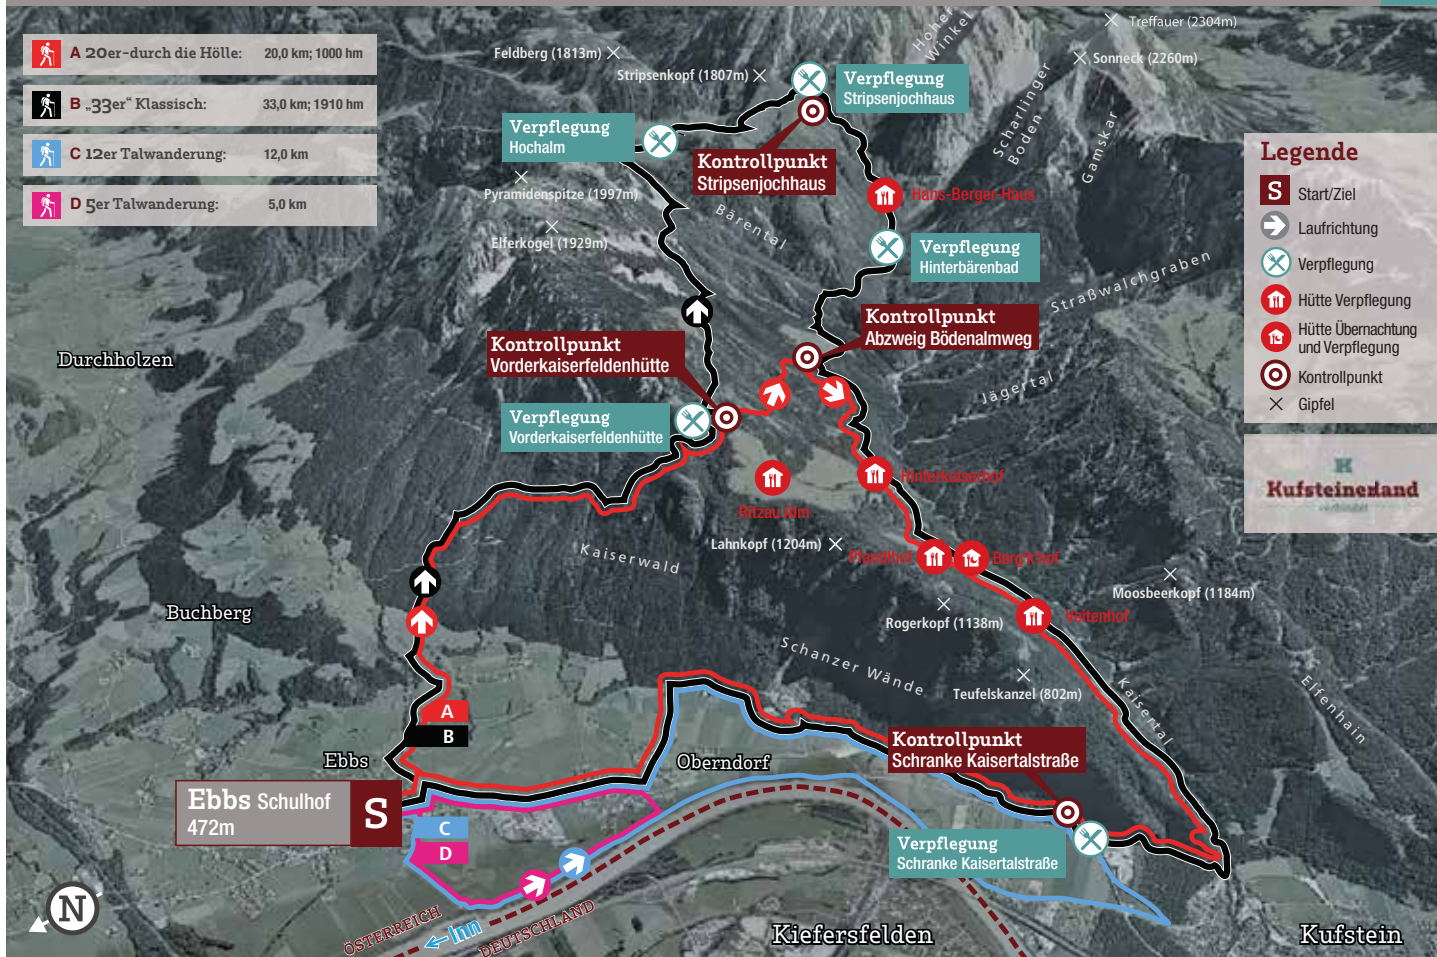 A 20er-durch die Hölle: 20,0 km; 1000 hm
B „33er“ Klassisch: 33,0 km; 1910 hm
C 12er Talwanderung: 12,0 km
D 5er Talwanderung: 5,0 km
Hoher
Winkel
Treffauer (2304m)
Sonneck (2260m)
Feldberg (1813m)
Stripsenkopf (1807m)
Verpflegung
Stripsenjochhaus
Scharlinger
Boden
Gamskar
Verpflegung
Hochalm
Kontrollpunkt
Stripsenjochhaus
Pyramidenspitze (1997m)
Hans-Berger-Haus
Bärental
Elferkogel (1929m)
Verpflegung
Hinterbärenbad
Straßwalchgraben
Legende
S Start/Ziel
Laufrichtung
Verpflegung
Hütte Verpflegung
Hütte Übernachtung
und Verpflegung
Kontrollpunkt
Gipfel
Kufsteinerland
verbindet
Kontrollpunkt
Abzweig Bödenalmweg
Kontrollpunkt
Vorderkaiserfeldenhütte
Durchholzen
Jägertal
Verpflegung
Vorderkaiserfeldenhütte
Hinterkaiserhof
Ritzau Alm
Lahnkopf (1204m)
Kaiserwald
Pfandlhof
Berg'k'hof
Moosbeerkopf (1184m)
Buchberg
Rogerkopf (1138m)
Veitenhof
Schanzer Wände
Teufelskanzel (802m)
Kaisertal
Elfenhain
A
B
Kontrollpunkt
Schranke Kaisertalstraße
Ebbs
Oberndorf
Ebbs Schulhof
472m
S
C
D
Verpflegung
Schranke Kaisertalstraße
N
ÖSTERREICH
Inn
DEUTSCHLAND
Kiefersfelden
Kufstein